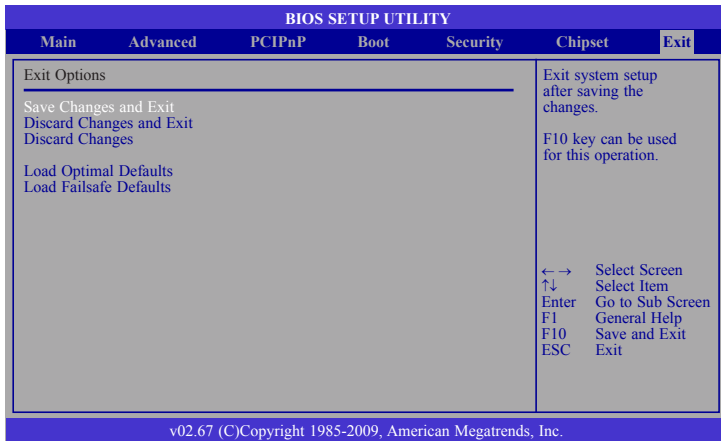 BIOS SETUP UTILITY
Main Advanced PCIPnP Boot Security Chipset Exit
Exit Options
Save Changes and Exit
Discard Changes and Exit
Discard Changes
Load Optimal Defaults
Load Failsafe Defaults
Exit system setup
after saving the
changes.
F10 key can be used
for this operation.
←→ Select Screen
↑↓ Select Item
Enter Go to Sub Screen
F1 General Help
F10 Save and Exit
ESC Exit
v02.67 (C)Copyright 1985-2009, American Megatrends, Inc.